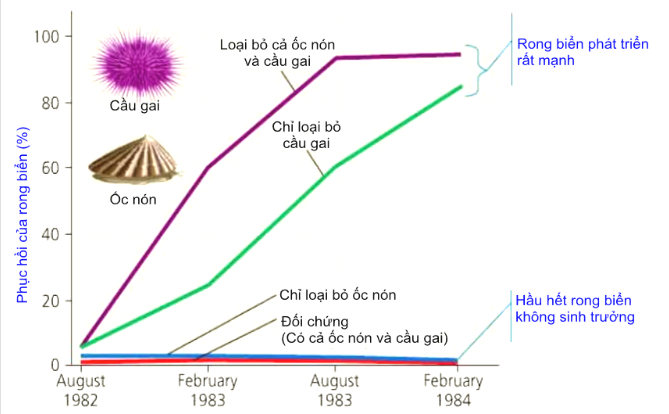 100
80
60
40
20
0
Phục hồi của rong biển (%)
Cầu gai
Ốc nón
Loại bỏ cả ốc nón
và cầu gai
Chỉ loại bỏ
cầu gai
Rong biển phát triển
rất mạnh
Chỉ loại bỏ ốc nón
Đối chứng
(Có cả ốc nón và cầu gai)
Hầu hết rong biển
không sinh trưởng
August
1982
February
1983
August
1983
February
1984